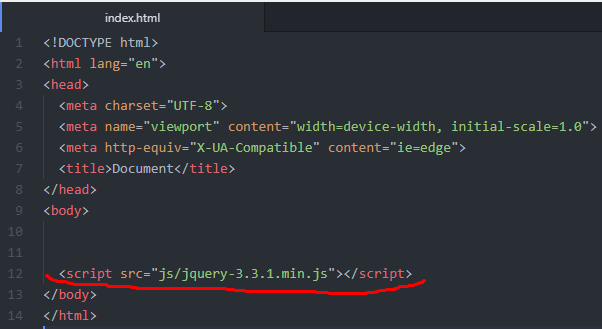 index.html
1 <!DOCTYPE html>
2 <html lang="en">
3 <head>
4 <meta charset="UTF-8">
5 <meta name="viewport" content="width=device-width, initial-scale=1.0">
6 <meta http-equiv="X-UA-Compatible" content="ie=edge">
7 <title>Document</title>
8 </head>
9 <body>
10
11
12 <script src="js/jquery-3.3.1.min.js"></script>
13 </body>
14 </html>